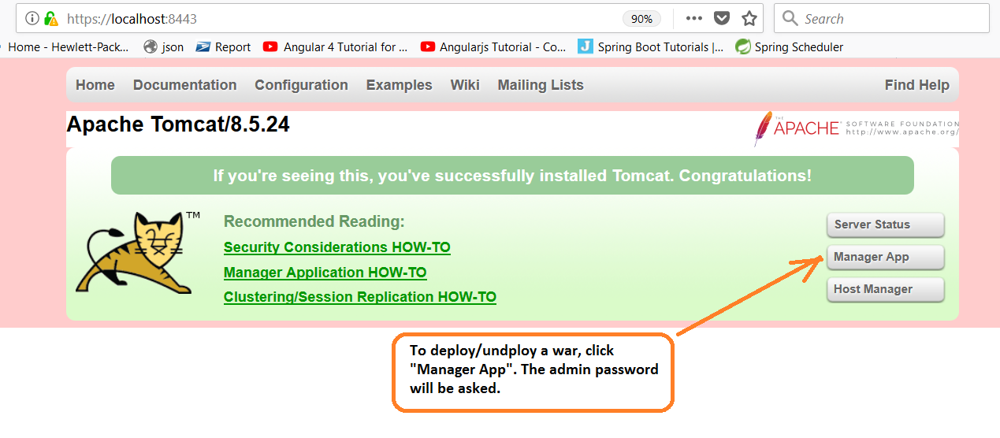 https://localhost:8443
90%
Search
Home - Hewlett-Pack...
json
Report
Angular 4 Tutorial for ...
Angularjs Tutorial - Co...
Spring Boot Tutorials |...
Spring Scheduler
Home Documentation Configuration Examples Wiki Mailing Lists Find Help
Apache Tomcat/8.5.24
THE
APACHE® SOFTWARE FOUNDATION
http://www.apache.org/
If you're seeing this, you've successfully installed Tomcat. Congratulations!
TM
Recommended Reading:
Security Considerations HOW-TO
Manager Application HOW-TO
Clustering/Session Replication HOW-TO
Server Status
Manager App
Host Manager
To deploy/undploy a war, click
"Manager App". The admin password
will be asked.